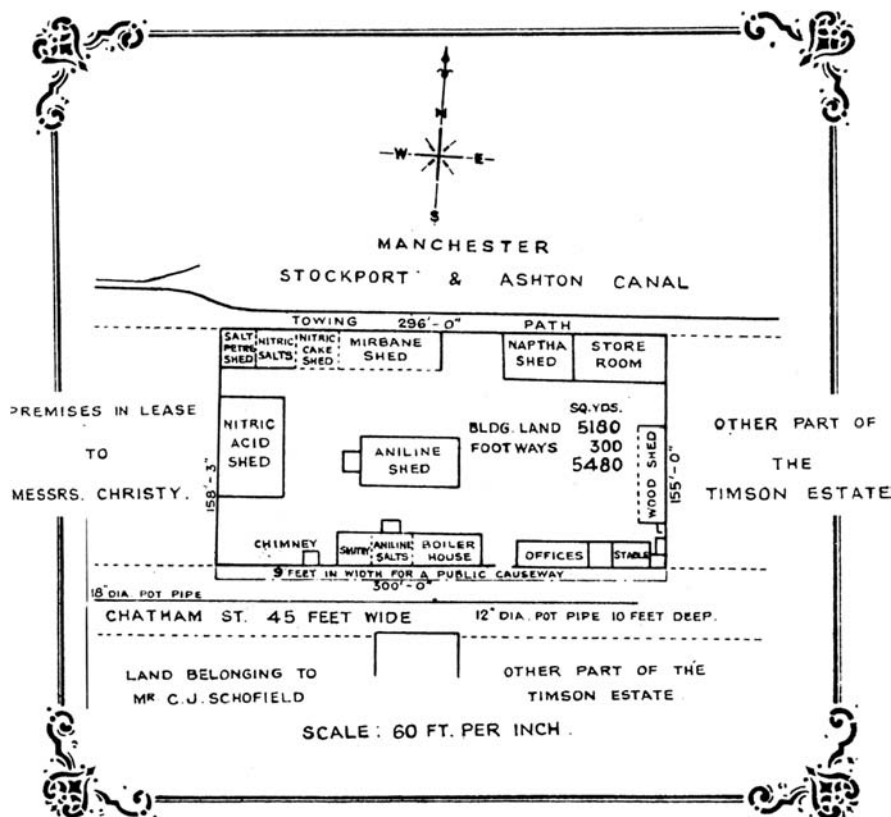 N
W E
S
MANCHESTER
STOCKPORT & ASHTON CANAL
TOWING 296'-0" PATH
SALT PETRE SHED
NITRIC SALTS
NITRIC CAKE SHED
MIRBANE SHED
NAPTHA SHED
STORE ROOM
PREMISES IN LEASE
TO
MESSRS. CHRISTY.
158'-3"
NITRIC
ACID
SHED
ANILINE
SHED
SQ.YDS.
BLDG. LAND 5180
FOOTWAYS 300
5480
WOOD SHED
155'-0"
OTHER PART OF
THE
TIMSON ESTATE
CHIMNEY
ANILINE SALTS
BOILER HOUSE
OFFICES
STABLE
9 FEET IN WIDTH FOR A PUBLIC CAUSEWAY
300'-0"
18" DIA. POT PIPE
CHATHAM ST. 45 FEET WIDE
12" DIA. POT PIPE 10 FEET DEEP.
LAND BELONGING TO
MR C.J. SCHOFIELD
OTHER PART OF THE
TIMSON ESTATE
SCALE: 60 FT. PER INCH.